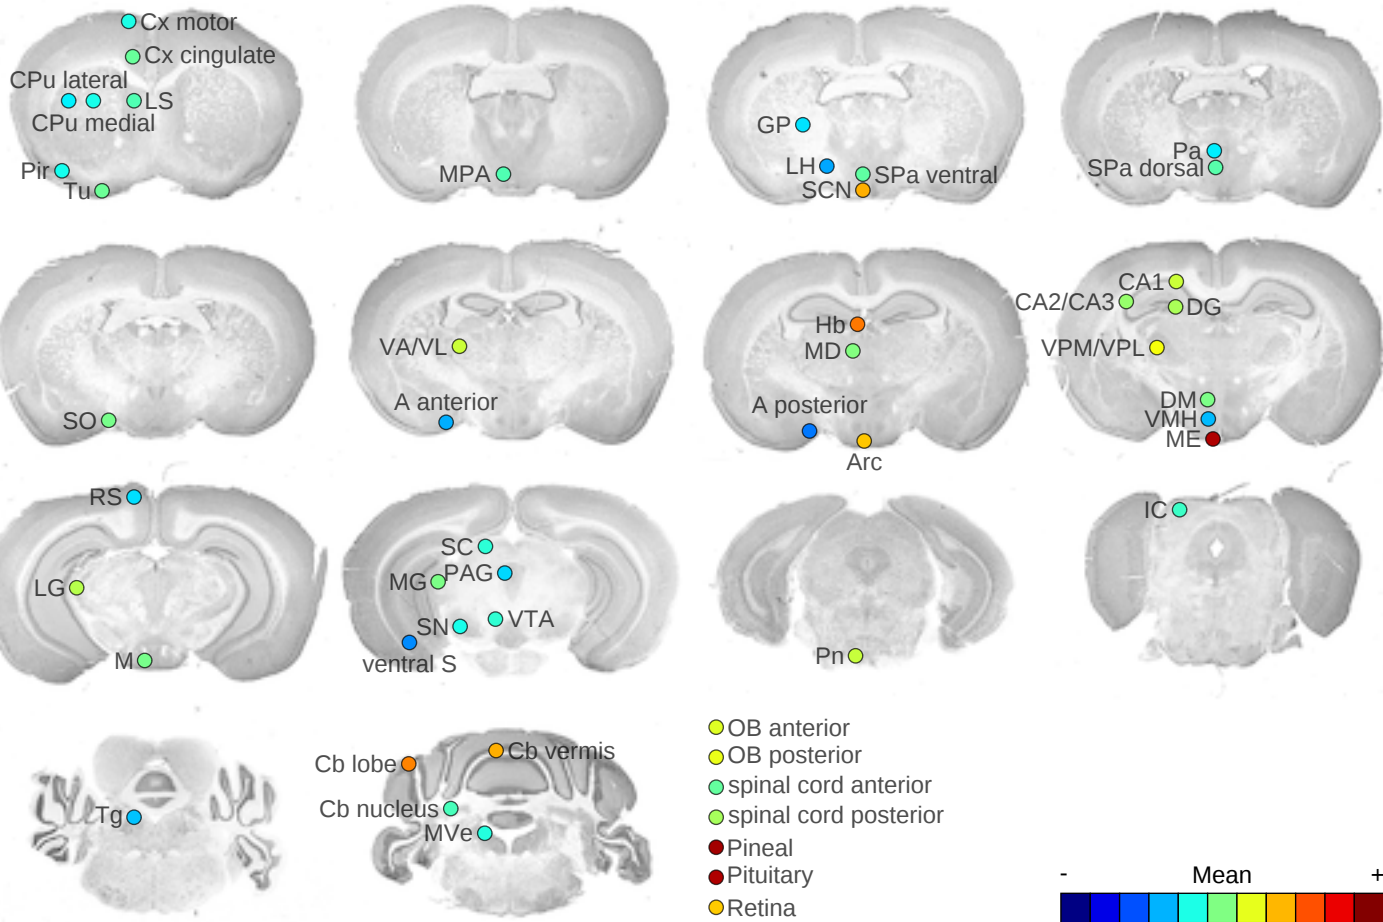 Cx motor
Cx cingulate
CPu lateral
LS
CPu medial
Pir
Tu
MPA
GP
LH
SPa ventral
SCN
Pa
SPa dorsal
SO
VA/VL
A anterior
Hb
MD
A posterior
Arc
CA1
CA2/CA3
DG
VPM/VPL
DM
VMH
ME
RS
LG
M
SC
MG
PAG
SN
VTA
ventral S
Pn
IC
Tg
Cb lobe
Cb vermis
Cb nucleus
MVe
OB anterior
OB posterior
spinal cord anterior
spinal cord posterior
Pineal
Pituitary
Retina
- Mean +